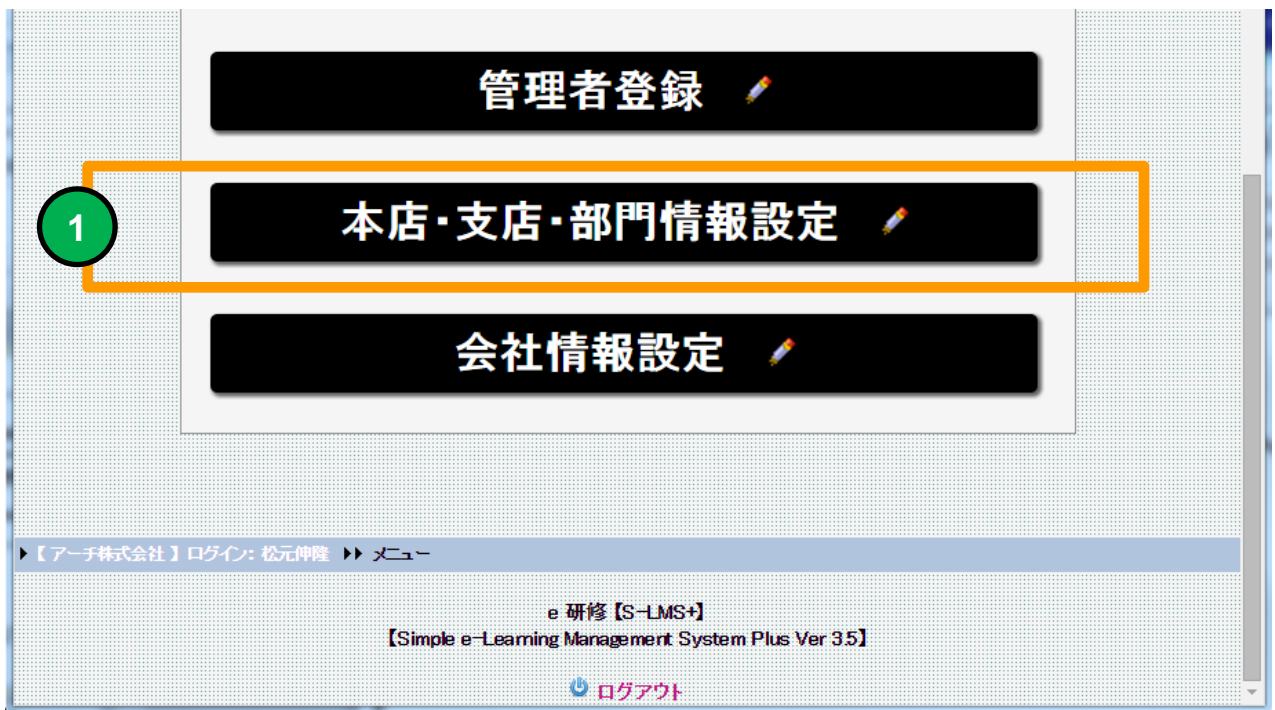 管理者登録
1
本店・支店・部門情報設定
会社情報設定
【 アーチ株式会社 】ログイン: 松元伸隆 メニュー
e 研修【S-LMS+】
【Simple e-Learning Management System Plus Ver 3.5】
ログアウト